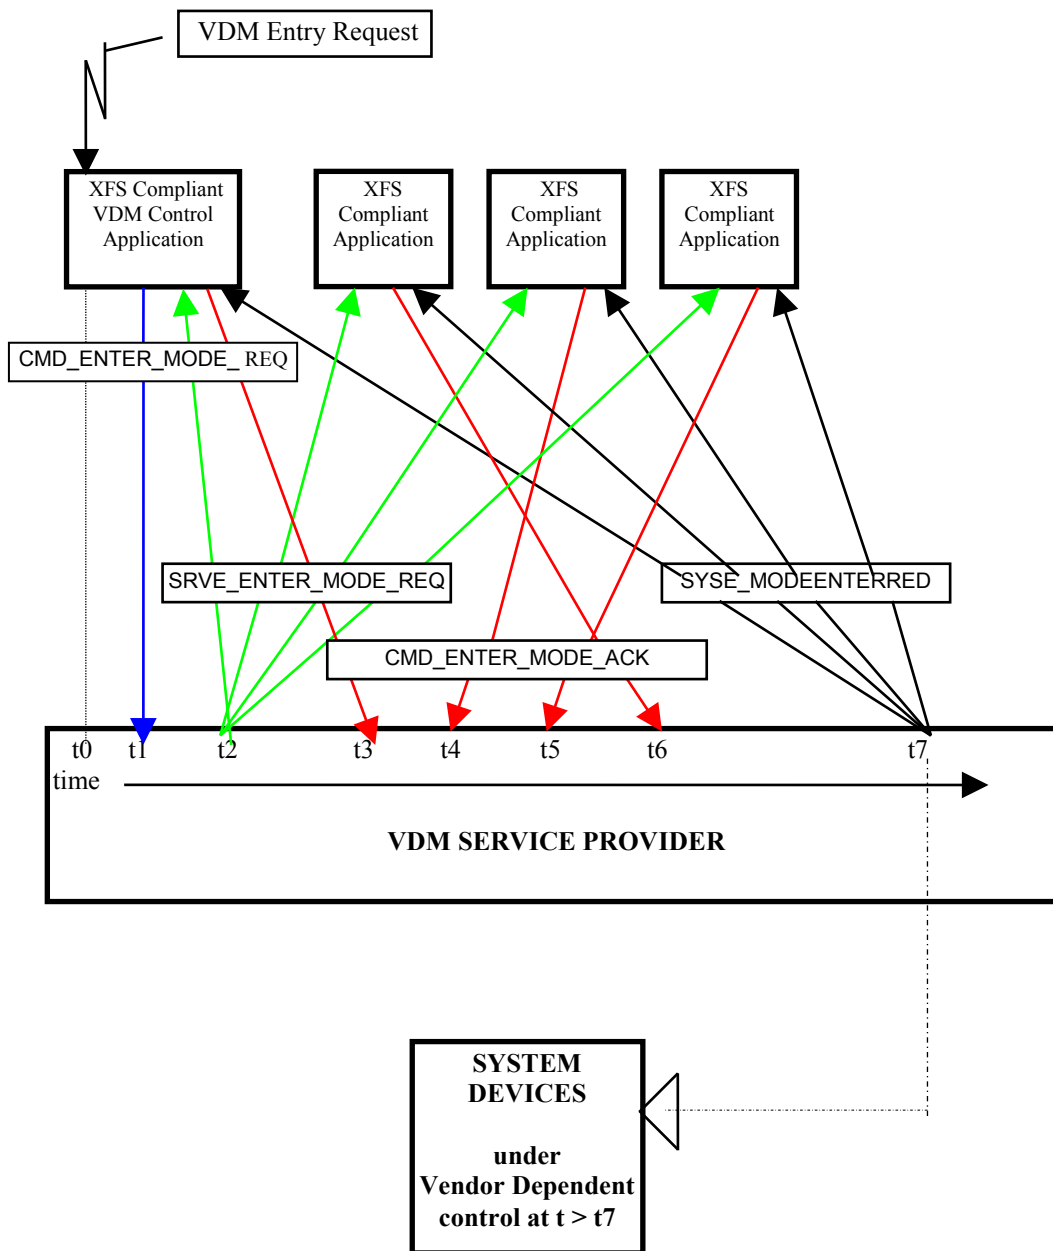 VDM Entry Request
XFS Compliant
VDM Control
Application
XFS
Compliant
Application
XFS
Compliant
Application
XFS
Compliant
Application
CMD_ENTER_MODE_ REQ
SRVE_ENTER_MODE_REQ
SYSE_MODEENTERRED
CMD_ENTER_MODE_ACK
t0 t1 t2 t3 t4 t5 t6 t7
time
VDM SERVICE PROVIDER
SYSTEM
DEVICES
under
Vendor Dependent
control at t > t7